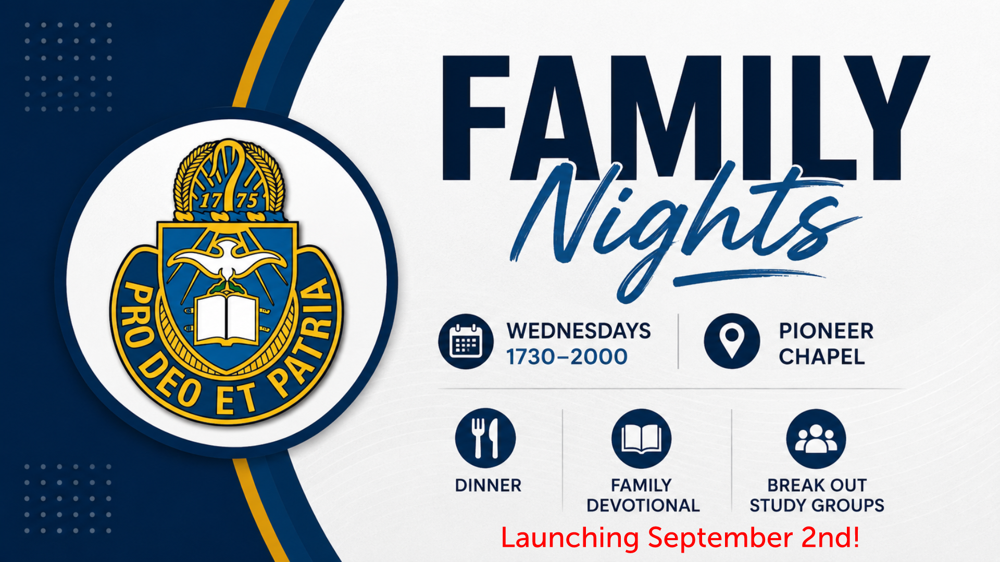 FAMILY
Nights
WEDNESDAYS
1730–2000
PIONEER
CHAPEL
DINNER
FAMILY
DEVOTIONAL
BREAK OUT
STUDY GROUPS
Launching September 2nd!
17 75
PRO DEO ET PATRIA